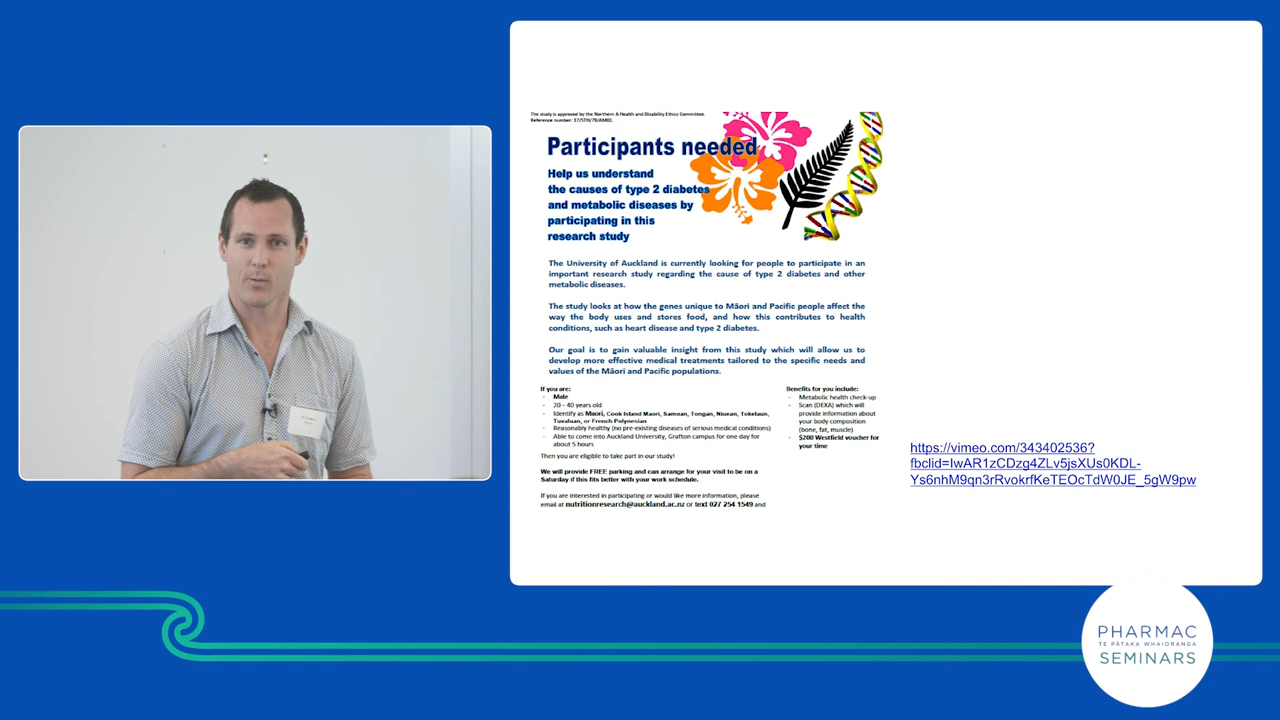 The study is approved by the Northern A Health and Disability Ethics Committee.
Reference number: 17/STH/79/AM01.
Participants needed
Help us understand
the causes of type 2 diabetes
and metabolic diseases by
participating in this
research study
The University of Auckland is currently looking for people to participate in an
important research study regarding the cause of type 2 diabetes and other
metabolic diseases.
The study looks at how the genes unique to Māori and Pacific people affect the
way the body uses and stores food, and how this contributes to health
conditions, such as heart disease and type 2 diabetes.
Our goal is to gain valuable insight from this study which will allow us to
develop more effective medical treatments tailored to the specific needs and
values of the Māori and Pacific populations.
If you are:
- Male
- 20 - 40 years old
- Identify as Maori, Cook Island Maori, Samoan, Tongan, Niuean, Tokelaun,
Tuvaluan, or French Polynesian
- Reasonably healthy (no pre-existing diseases of serious medical conditions)
- Able to come into Auckland University, Grafton campus for one day for
about 5 hours
Then you are eligible to take part in our study!
We will provide FREE parking and can arrange for your visit to be on a
Saturday if this fits better with your work schedule.
If you are interested in participating or would like more information, please
email at nutritionresearch@auckland.ac.nz or text 027 254 1549 and
Benefits for you include:
- Metabolic health check-up
- Scan (DEXA) which will
provide information about
your body composition
(bone, fat, muscle)
- $200 Westfield voucher for
your time
https://vimeo.com/343402536?
fbclid=IwAR1zCDzg4ZLv5jsXUs0KDL-
Ys6nhM9qn3rRvokrfKeTEOcTdW0JE_5gW9pw
PHARMAC
TE PĀTAKA WHAIORANGA
SEMINARS